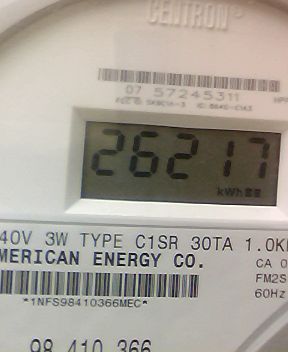 CENTRON®
07 57245311
26217
kWh
40V 3W TYPE C1SR 30TA 1.0K
MERICAN ENERGY CO.
CA 0
FM2S
60Hz
*1NFS98410366MEC*
98 410 366